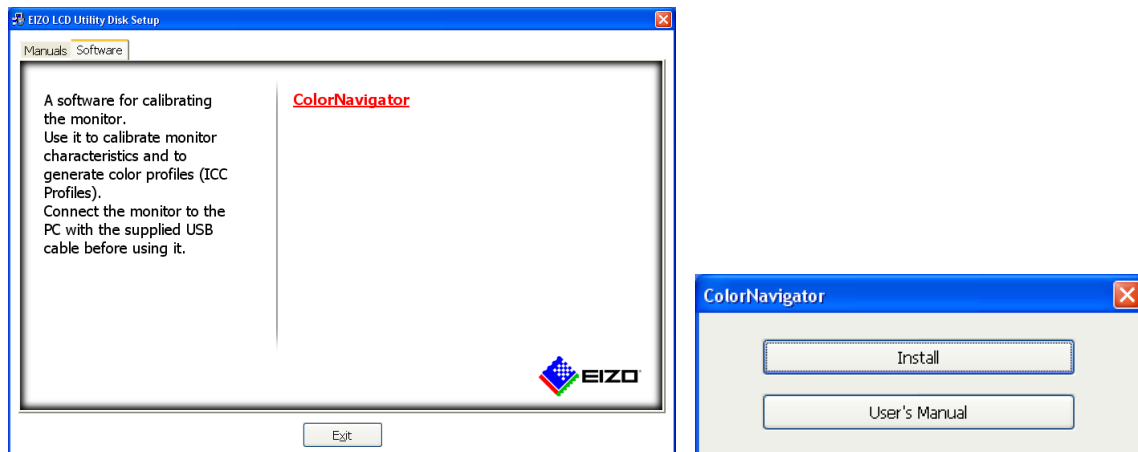 EIZO LCD Utility Disk Setup
Manuals Software
A software for calibrating
the monitor.
Use it to calibrate monitor
characteristics and to
generate color profiles (ICC
Profiles).
Connect the monitor to the
PC with the supplied USB
cable before using it.
ColorNavigator
EIZO
Exit
ColorNavigator
Install
User's Manual